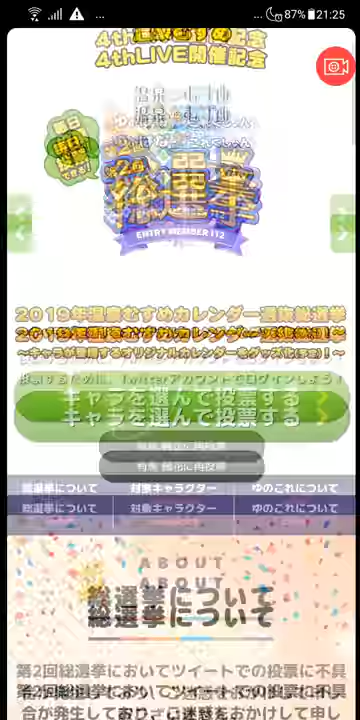 87% 21:25
4thLIVE開催記念
毎日
投票
できる!
第2回
総選挙
ENTRY MEMBER 112
2019年温泉むすめカレンダー選抜総選挙
～キャラが登場するオリジナルカレンダーをグッズ化(予定)！～
投票するためには、Twitterアカウントでログインしよう！
キャラを選んで投票する
に再投票
総選挙について 対象キャラクター ゆのこれについて
ABOUT
総選挙について
第2回総選挙においてツイートでの投票に不具
合が発生しており、ご迷惑をおかけして申し